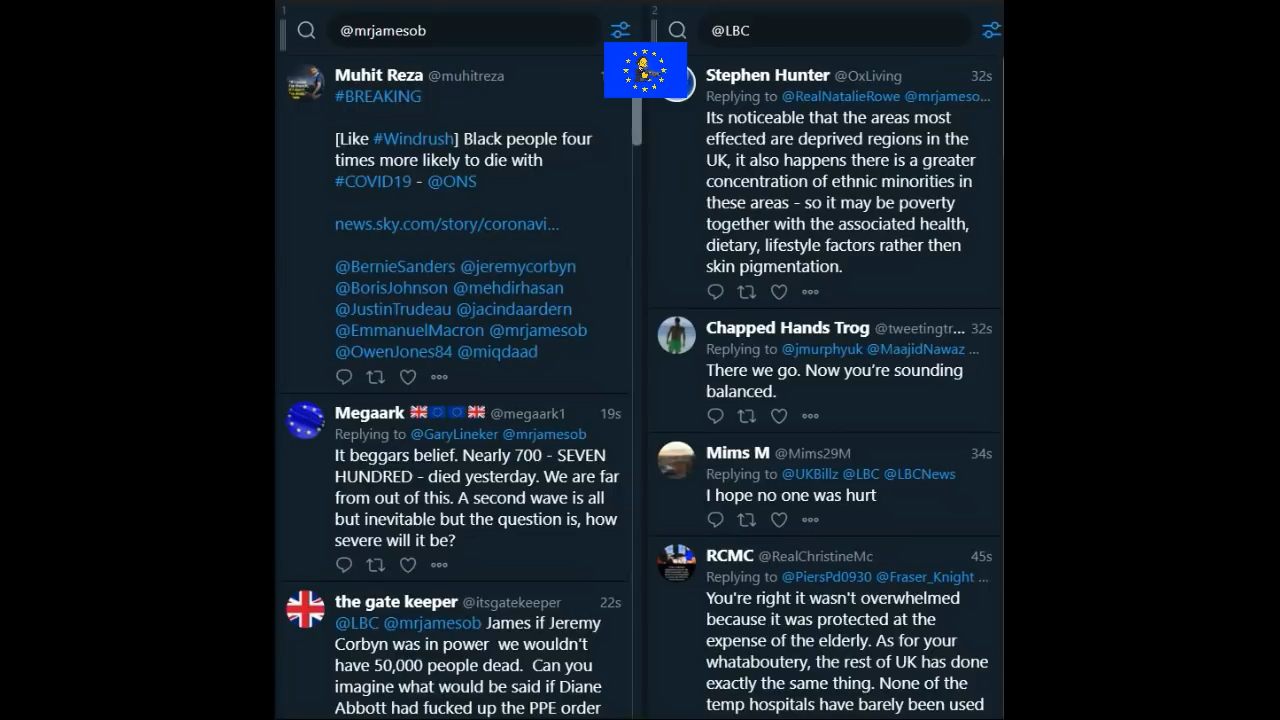 1
@mrjamesob
Muhit Reza @muhitreza
#BREAKING
[Like #Windrush] Black people four
times more likely to die with
#COVID19 - @ONS
news.sky.com/story/coronavi...
@BernieSanders @jeremycorbyn
@BorisJohnson @mehdirhasan
@JustinTrudeau @jacindaardern
@EmmanuelMacron @mrjamesob
@OwenJones84 @miqdaad
Megaark @megaark1 19s
Replying to @GaryLineker @mrjamesob
It beggars belief. Nearly 700 - SEVEN
HUNDRED - died yesterday. We are far
from out of this. A second wave is all
but inevitable but the question is, how
severe will it be?
the gate keeper @itsgatekeeper 22s
@LBC @mrjamesob James if Jeremy
Corbyn was in power we wouldn't
have 50,000 people dead. Can you
imagine what would be said if Diane
Abbott had fucked up the PPE order
2
@LBC
Stephen Hunter @OxLiving 32s
Replying to @RealNatalieRowe @mrjameso...
Its noticeable that the areas most
effected are deprived regions in the
UK, it also happens there is a greater
concentration of ethnic minorities in
these areas - so it may be poverty
together with the associated health,
dietary, lifestyle factors rather then
skin pigmentation.
Chapped Hands Trog @tweetingtr... 32s
Replying to @jmurphyuk @MaajidNawaz ...
There we go. Now you're sounding
balanced.
Mims M @Mims29M 34s
Replying to @UKBillz @LBC @LBCNews
I hope no one was hurt
RCMC @RealChristineMc 45s
Replying to @PiersPd0930 @Fraser_Knight ...
You're right it wasn't overwhelmed
because it was protected at the
expense of the elderly. As for your
whataboutery, the rest of UK has done
exactly the same thing. None of the
temp hospitals have barely been used